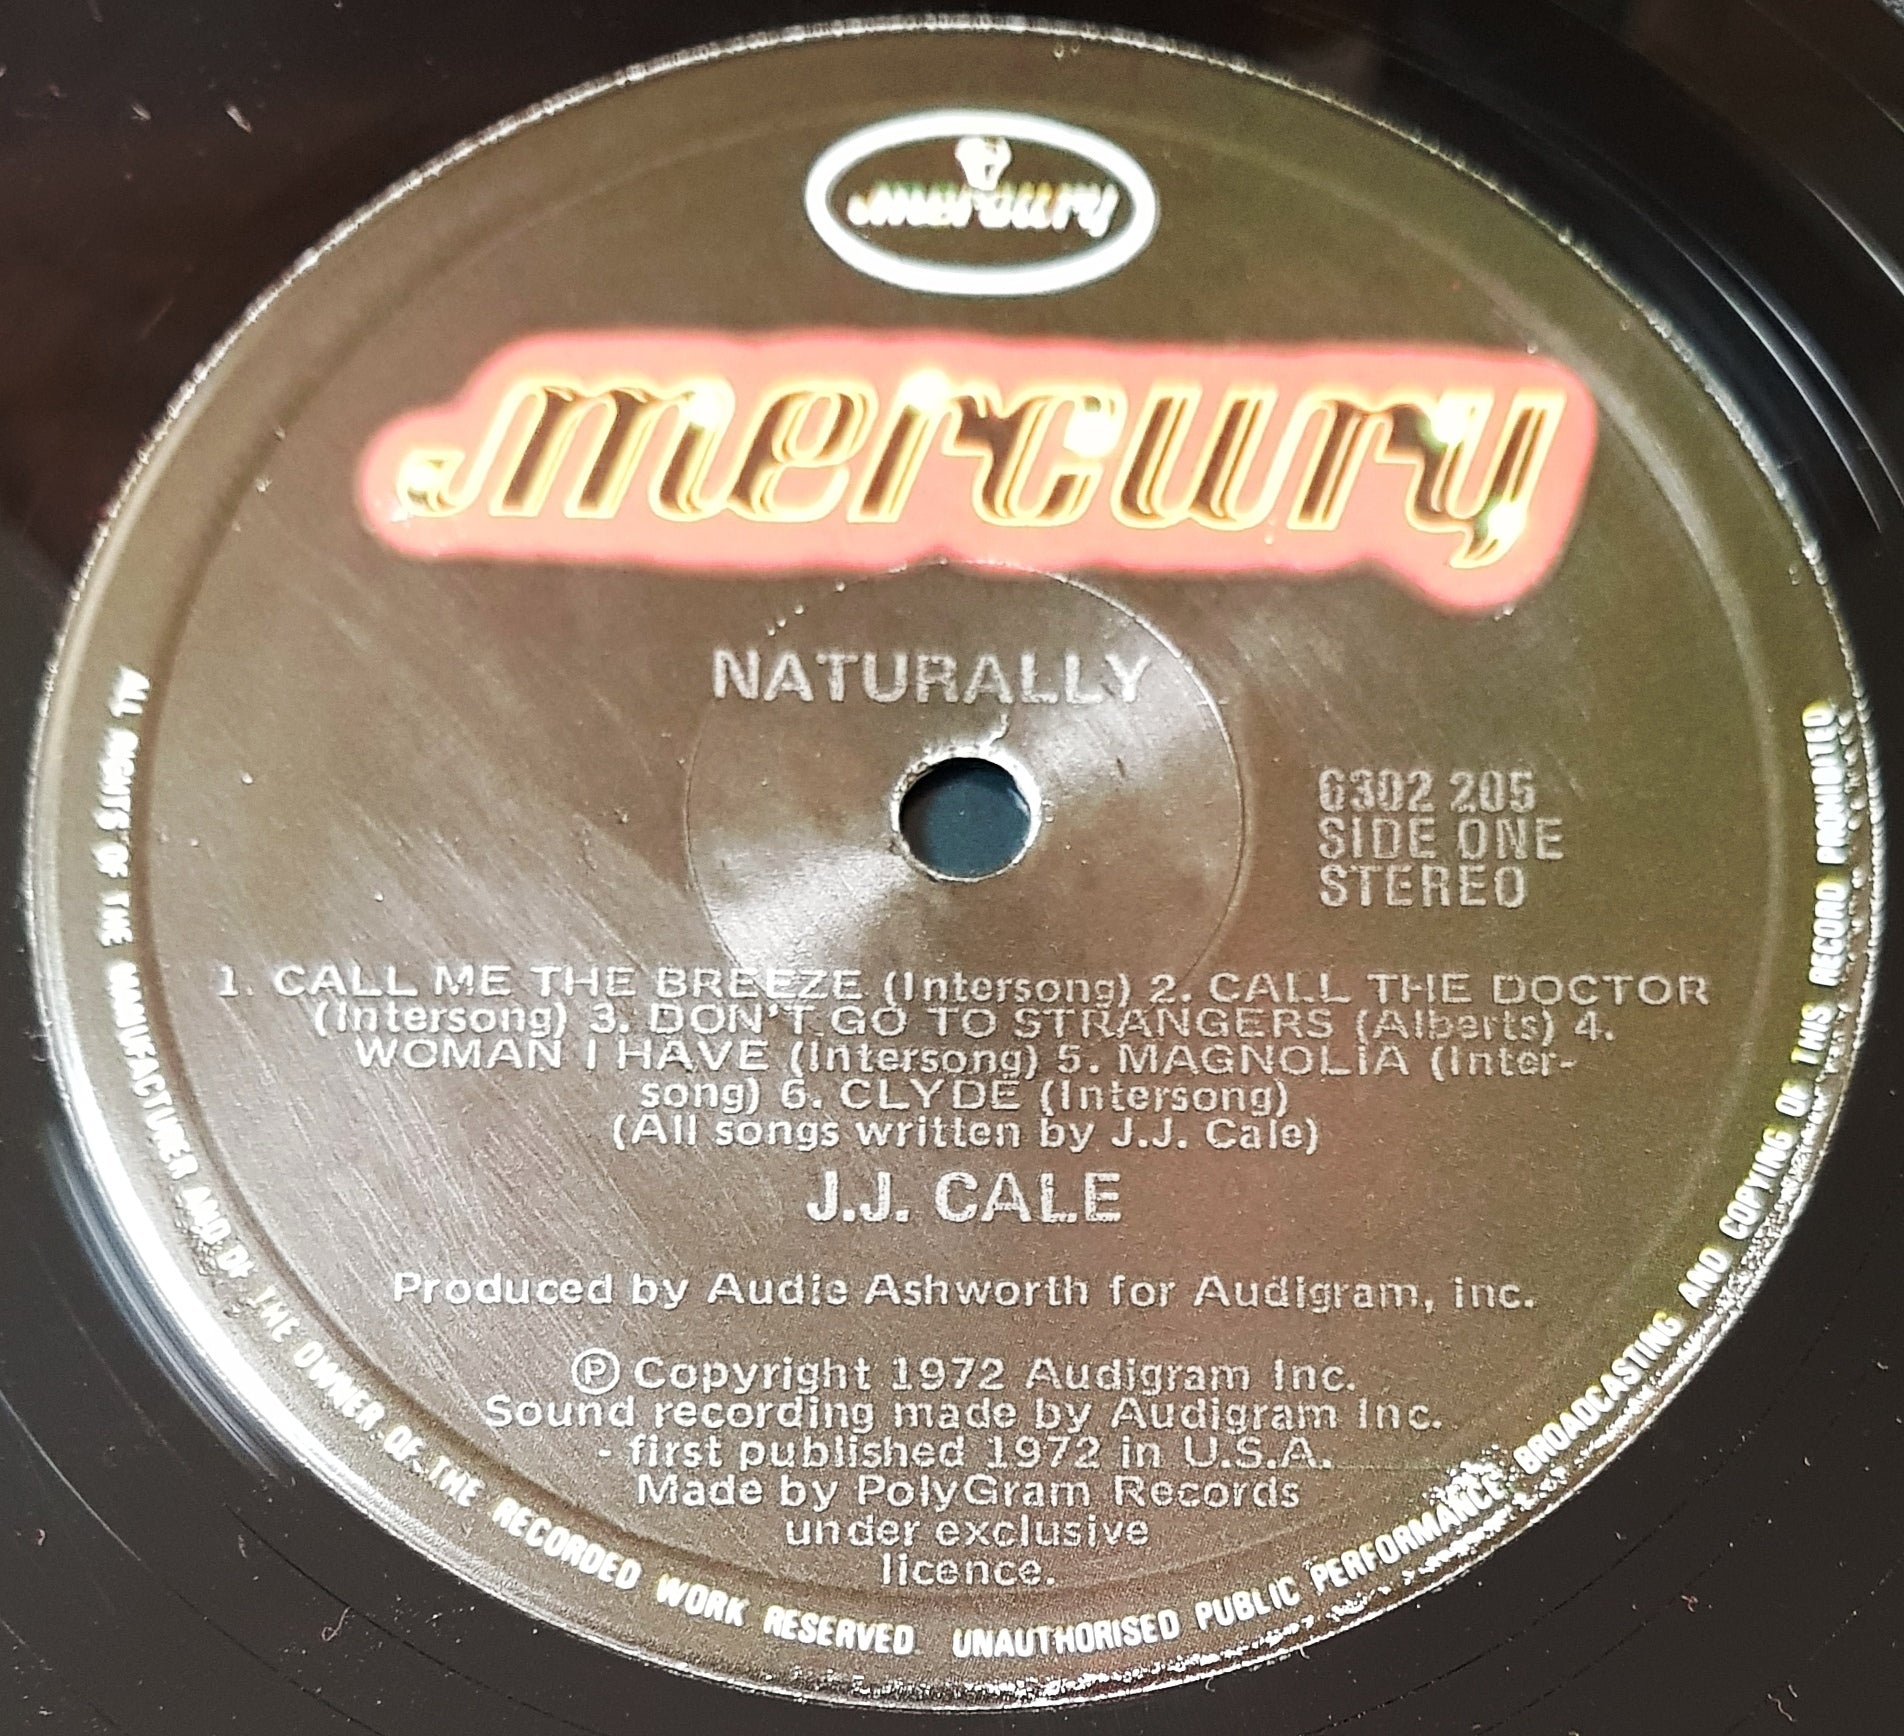 mercury
mercury
NATURALLY
6302 205
SIDE ONE
STEREO
1. CALL ME THE BREEZE (Intersong) 2. CALL THE DOCTOR
(Intersong) 3. DON'T GO TO STRANGERS (Alberts) 4.
WOMAN I HAVE (Intersong) 5. MAGNOLIA (Inter-
song) 6. CLYDE (Intersong)
(All songs written by J.J. Cale)
J.J. CALE
Produced by Audie Ashworth for Audigram, inc.
Ⓟ Copyright 1972 Audigram Inc.
Sound recording made by Audigram Inc.
- first published 1972 in U.S.A.
Made by PolyGram Records
under exclusive
licence.
ALL RIGHTS OF THE MANUFACTURER AND OF THE OWNER OF THE RECORDED WORK RESERVED UNAUTHORISED PUBLIC PERFORMANCE BROADCASTING AND COPYING OF THIS RECORD PROHIBITED